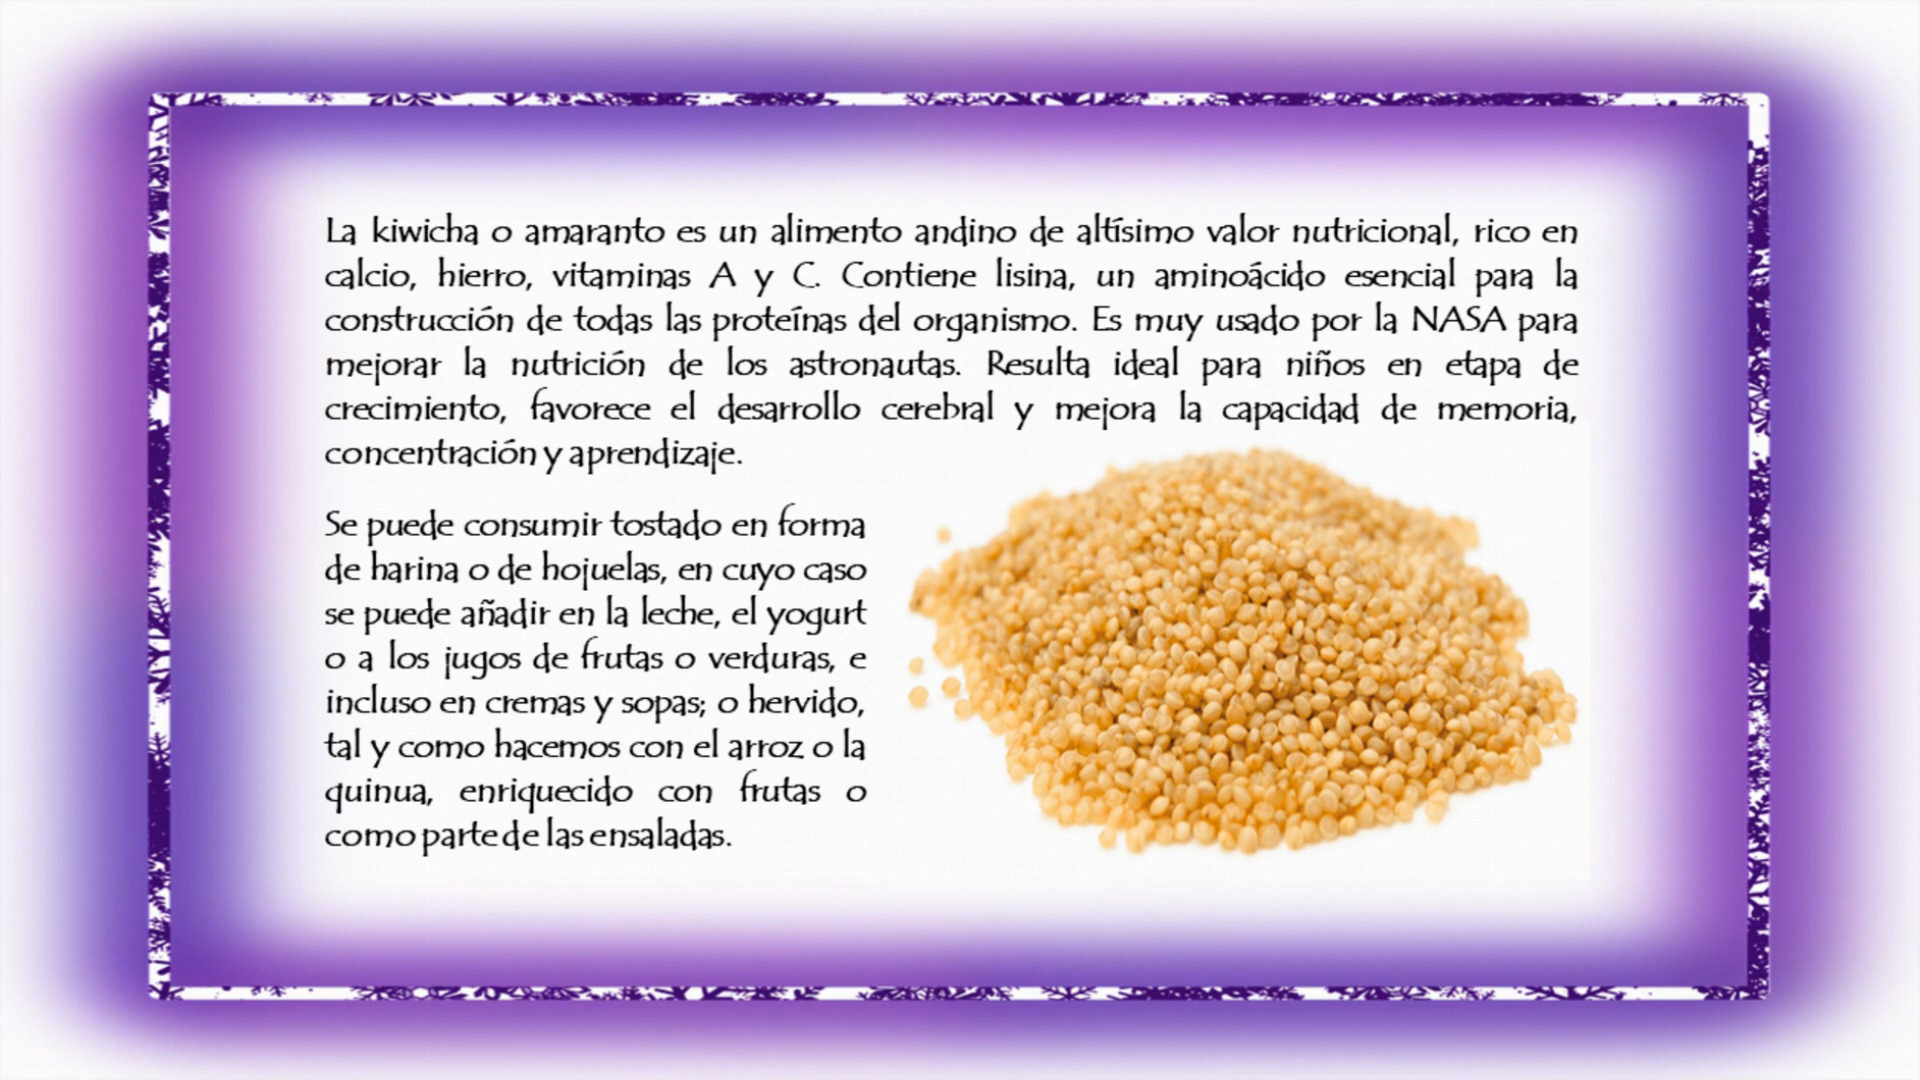 La kiwicha o amaranto es un alimento andino de altísimo valor nutricional, rico en
calcio, hierro, vitaminas A y C. Contiene lisina, un aminoácido esencial para la
construcción de todas las proteínas del organismo. Es muy usado por la NASA para
mejorar la nutrición de los astronautas. Resulta ideal para niños en etapa de
crecimiento, favorece el desarrollo cerebral y mejora la capacidad de memoria,
concentración y aprendizaje.
Se puede consumir tostado en forma
de harina o de hojuelas, en cuyo caso
se puede añadir en la leche, el yogurt
o a los jugos de frutas o verduras, e
incluso en cremas y sopas; o hervido,
tal y como hacemos con el arroz o la
quinua, enriquecido con frutas o
como parte de las ensaladas.